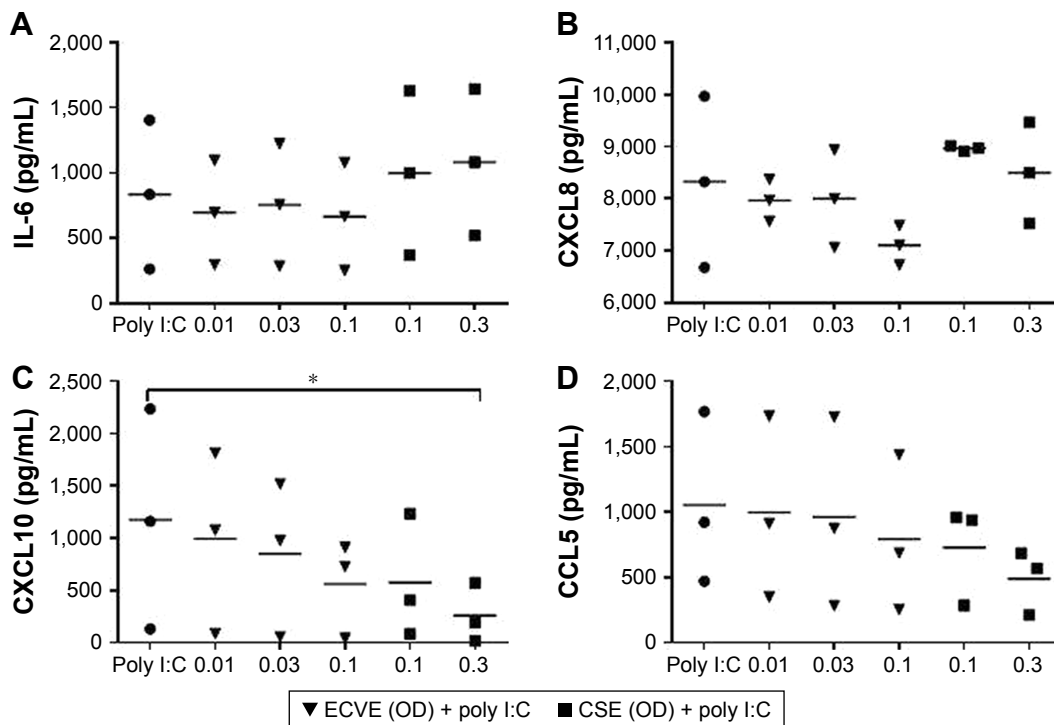 A
IL-6 (pg/mL)
2,000
1,500
1,000
500
0
Poly I:C 0.01 0.03 0.1 0.1 0.3
B
CXCL8 (pg/mL)
11,000
10,000
9,000
8,000
7,000
6,000
Poly I:C 0.01 0.03 0.1 0.1 0.3
C
CXCL10 (pg/mL)
2,500
2,000
1,500
1,000
500
0
*
Poly I:C 0.01 0.03 0.1 0.1 0.3
D
CCL5 (pg/mL)
2,000
1,500
1,000
500
0
Poly I:C 0.01 0.03 0.1 0.1 0.3
ECVE (OD) + poly I:C CSE (OD) + poly I:C